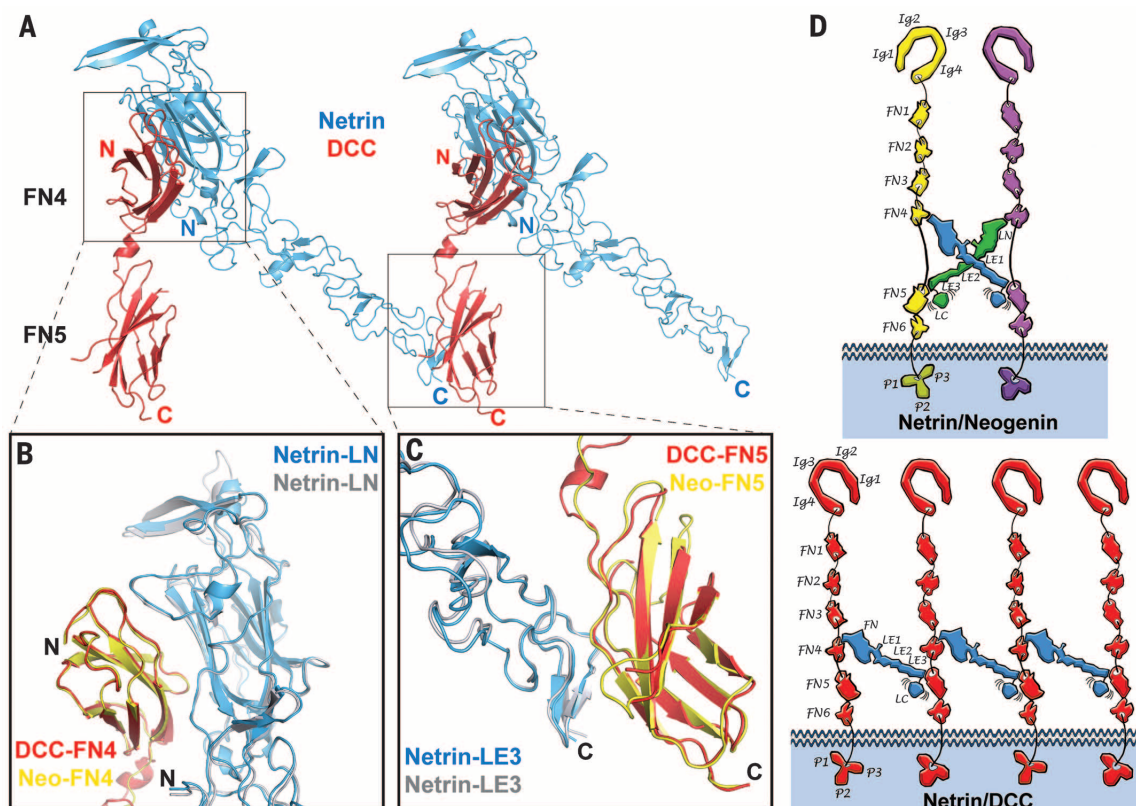 A
Netrin
DCC
FN4
N
N
N
N
FN5
C
C
C
B
Netrin-LN
Netrin-LN
N
DCC-FN4
Neo-FN4
N
C
DCC-FN5
Neo-FN5
Netrin-LE3
Netrin-LE3
C
C
D
Ig2
Ig1
Ig3
Ig4
FN1
FN2
FN3
FN4
LN
LE1
LE2
LE3
FN5
LC
FN6
P1
P3
P2
Netrin/Neogenin
Ig3
Ig2
Ig1
Ig4
FN1
FN2
FN3
FN
FN4
LE1
LE2
LE3
FN5
LC
FN6
P1
P3
P2
Netrin/DCC